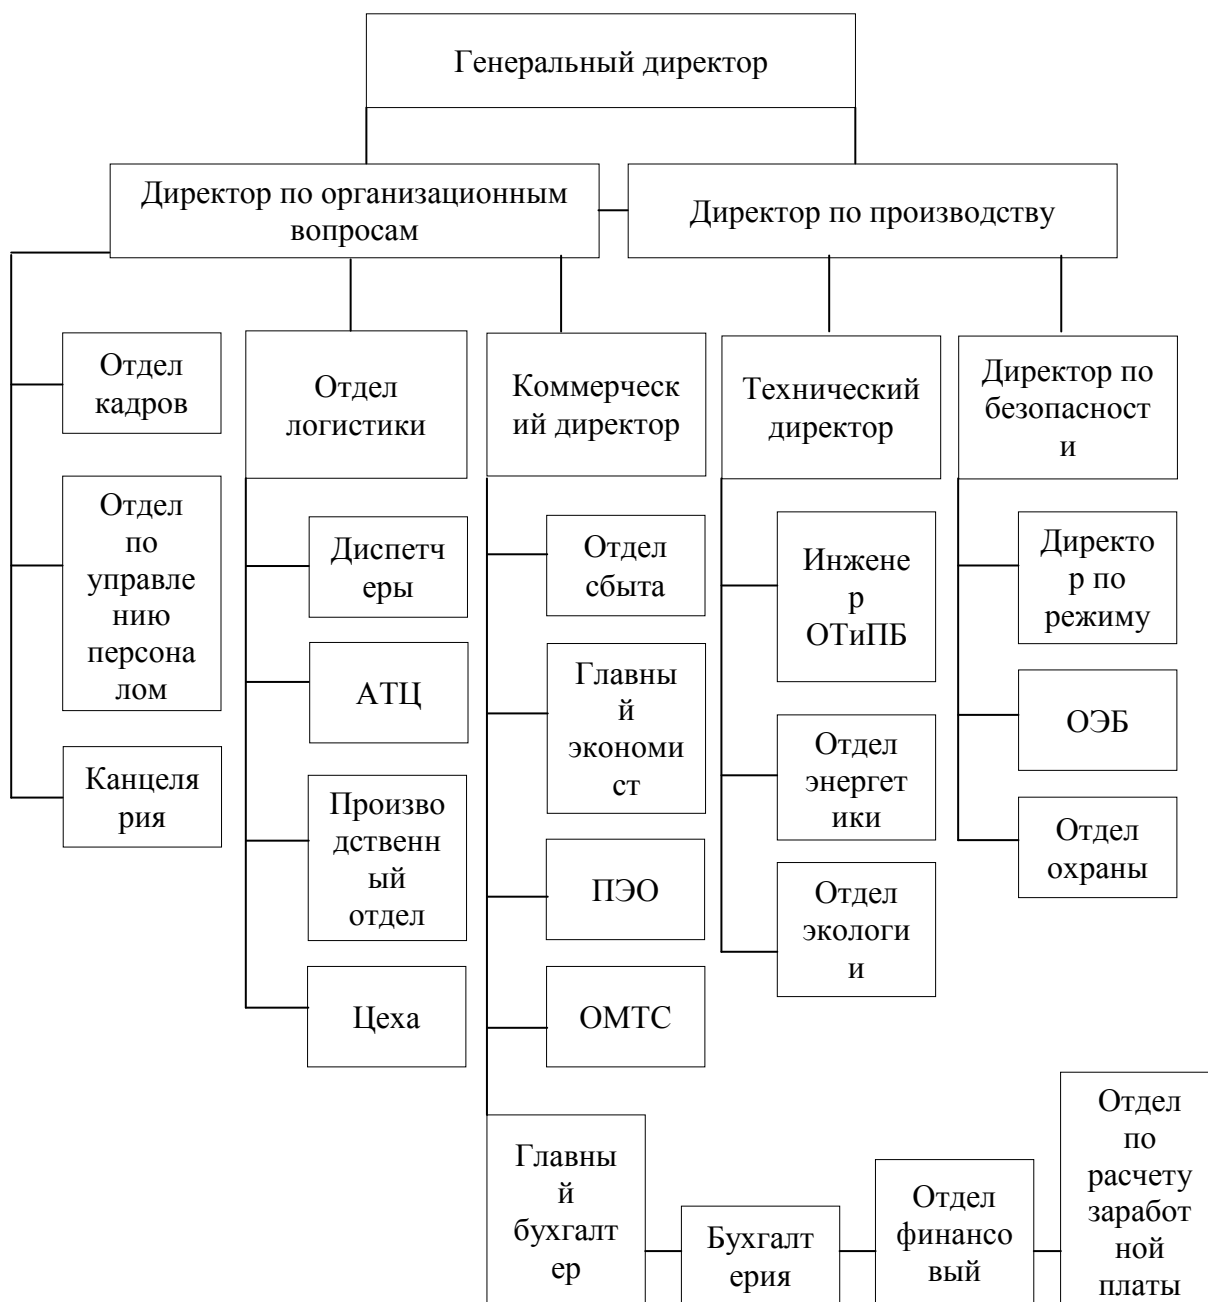 Генеральный директор
Директор по организационным
вопросам
Директор по производству
Отдел
кадров
Отдел
логистики
Коммерческ
ий директор
Технический
директор
Директор по
безопасност
и
Отдел
по
управле
нию
персона
лом
Канцеля
рия
Диспетч
еры
АТЦ
Произво
дственн
ый
отдел
Цеха
Отдел
сбыта
Главны
й
экономи
ст
ПЭО
ОМТС
Инжене
р
ОТиПБ
Отдел
энергет
ики
Отдел
экологи
и
Директо
р по
режиму
ОЭБ
Отдел
охраны
Главны
й
бухгалт
ер
Бухгалт
ерия
Отдел
финансо
вый
Отдел
по
расчету
заработ
ной
платы